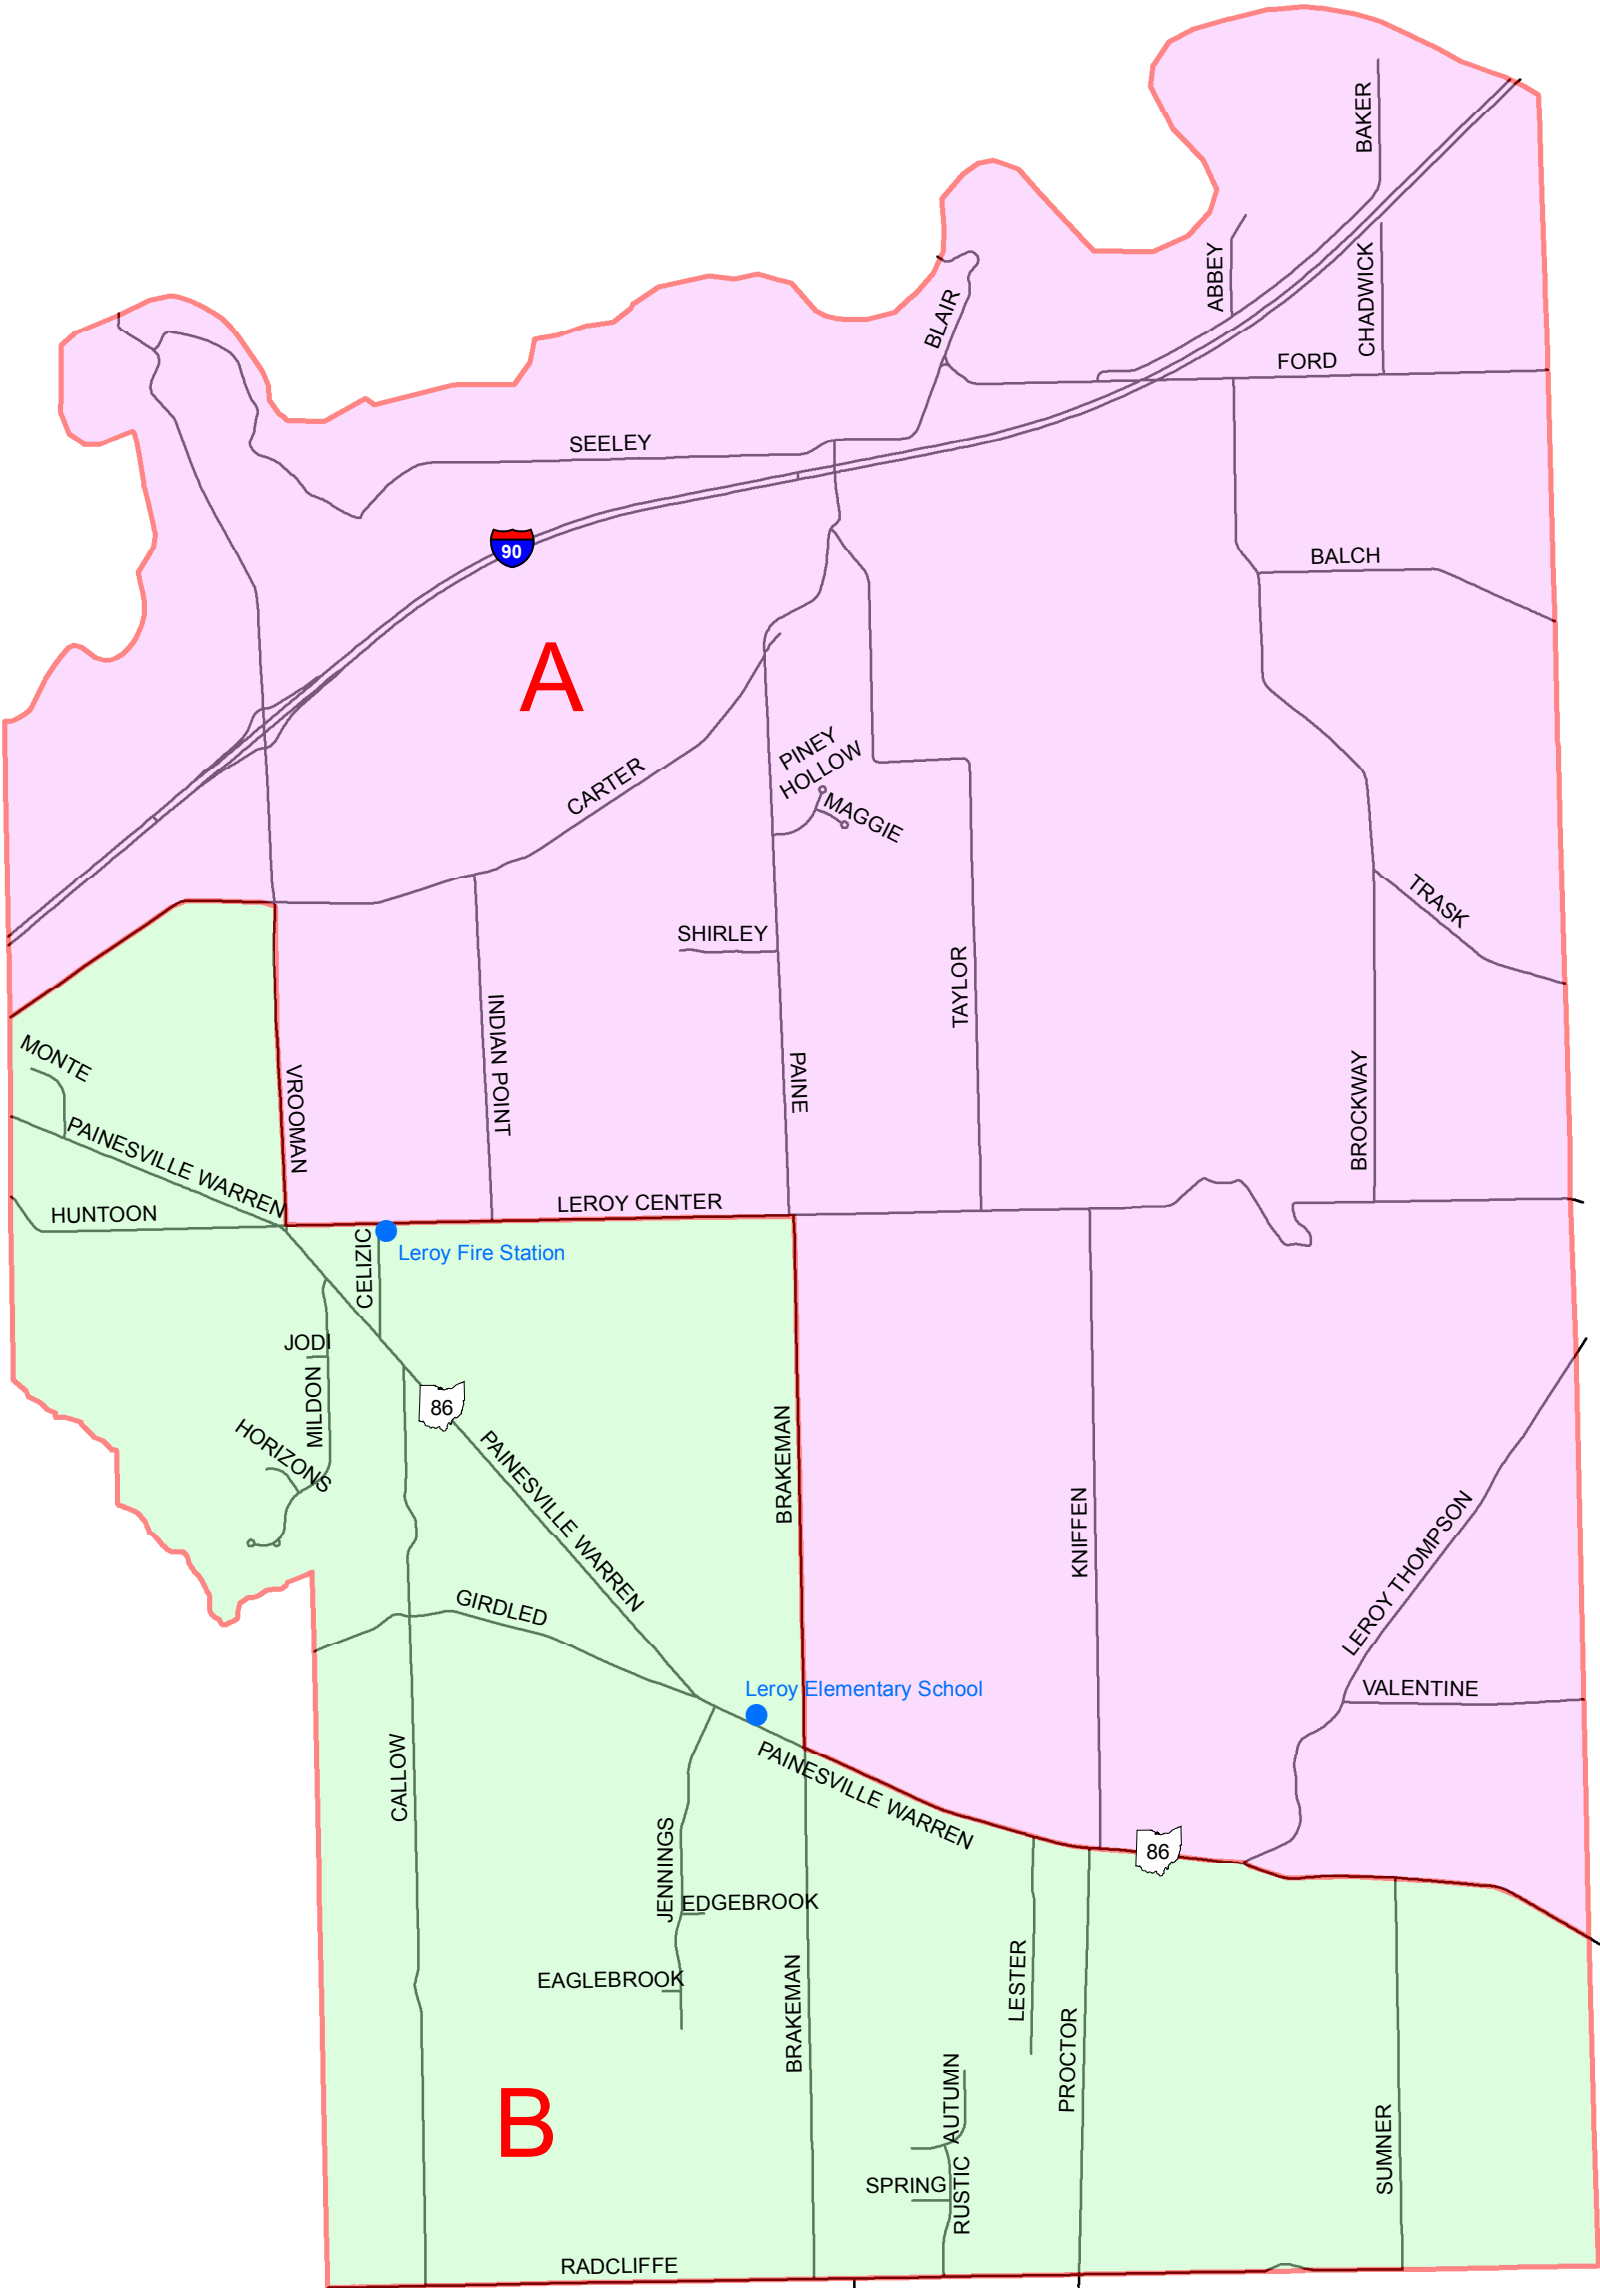 BAKER
ABBEY
CHADWICK
BLAIR
FORD
SEELEY
90
BALCH
A
PINEY
HOLLOW
CARTER
MAGGIE
TRASK
SHIRLEY
TAYLOR
INDIAN POINT
MONTE
VROOMAN
PAINE
BROCKWAY
PAINESVILLE WARREN
HUNTOON
LEROY CENTER
CELIZIC
Leroy Fire Station
JODI
MILDON
86
HORIZONS
PAINESVILLE WARREN
BRAKEMAN
KNIFFEN
LEROY THOMPSON
GIRDLED
Leroy Elementary School
VALENTINE
CALLOW
PAINESVILLE WARREN
86
JENNINGS
EDGEBROOK
EAGLEBROOK
BRAKEMAN
LESTER
PROCTOR
B
AUTUMN
SPRING
RUSTIC
SUMNER
RADCLIFFE